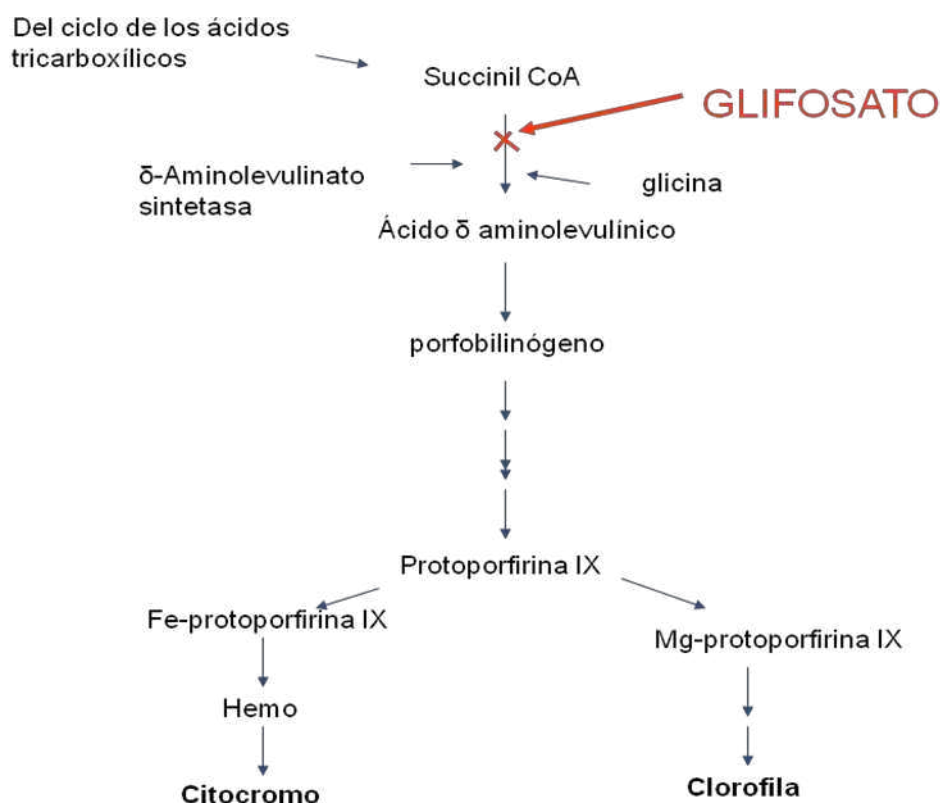 Del ciclo de los ácidos
tricarboxílicos
Succinil CoA
GLIFOSATO
δ-Aminolevulinato
sintetasa
glicina
Ácido δ aminolevulínico
porfobilinógeno
Protoporfirina IX
Fe-protoporfirina IX
Mg-protoporfirina IX
Hemo
Citocromo
Clorofila